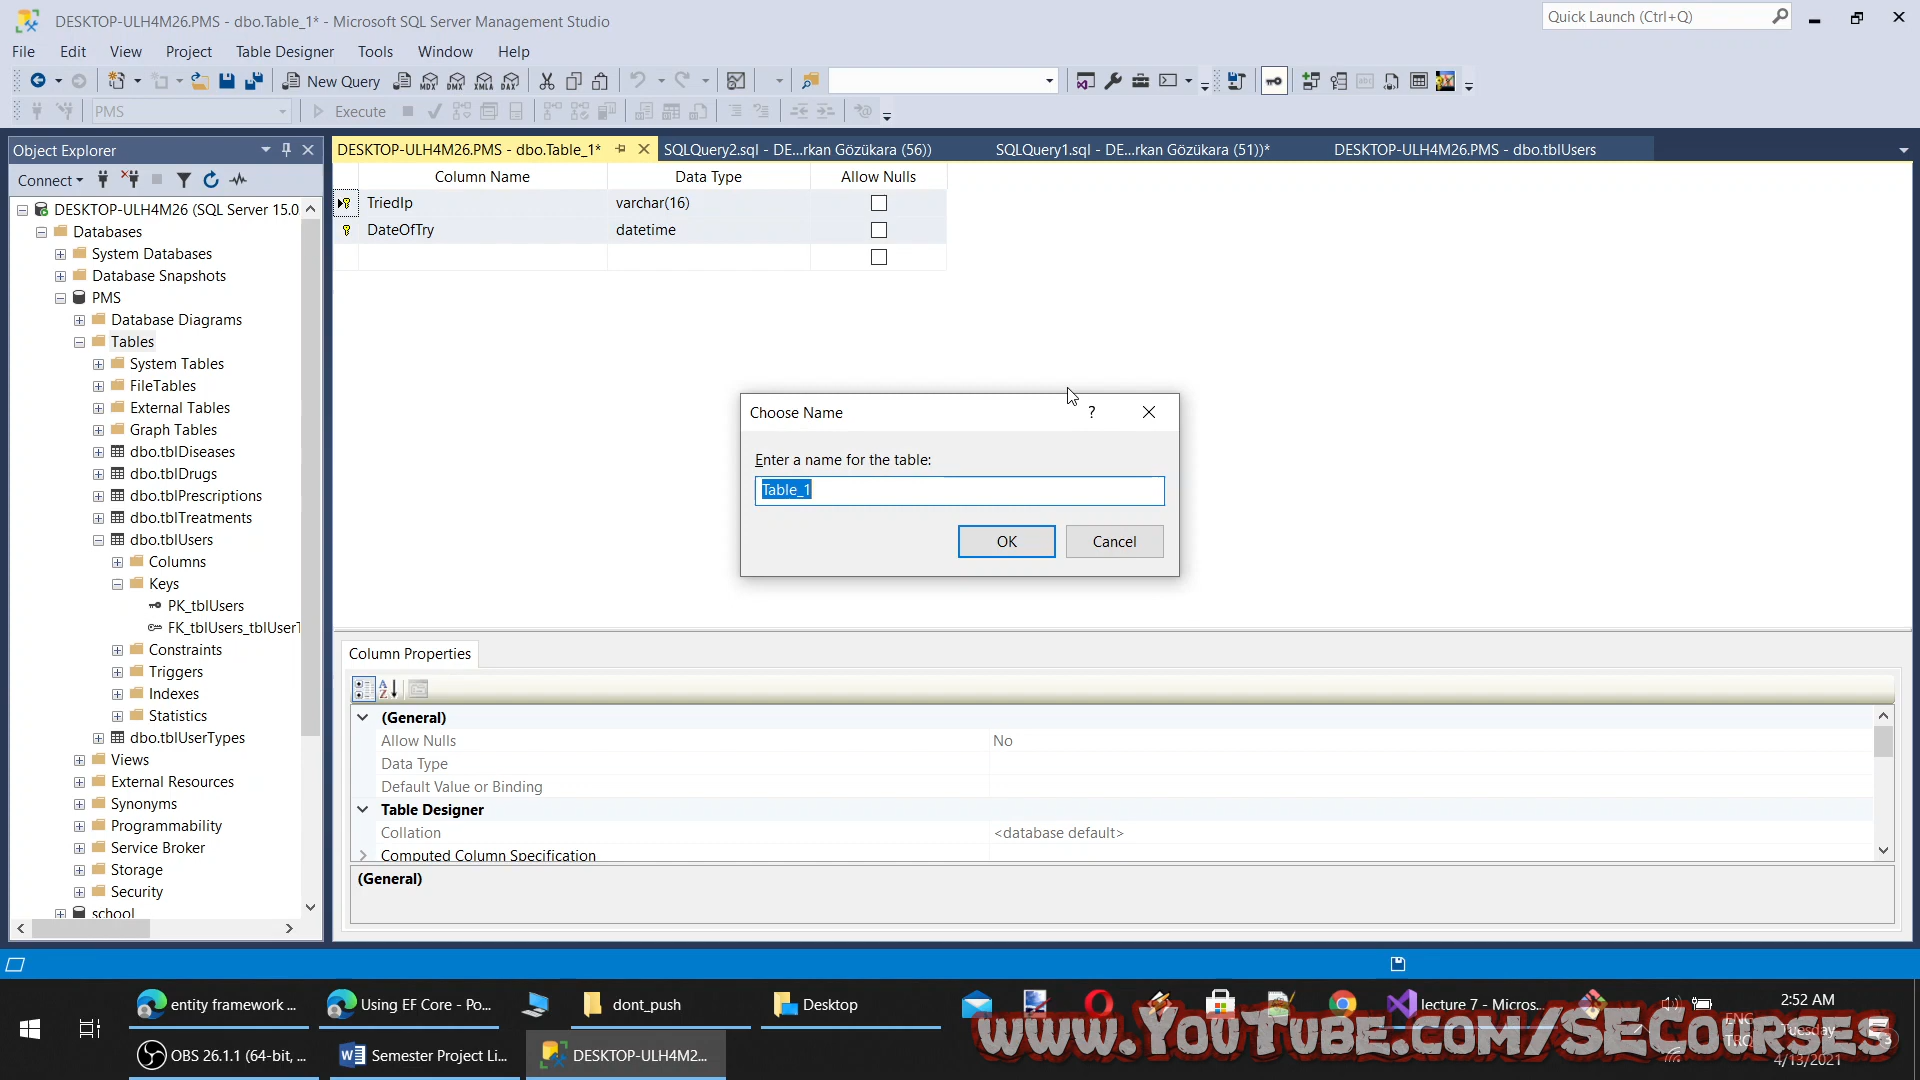 DESKTOP-ULH4M26.PMS - dbo.Table_1* - Microsoft SQL Server Management Studio
Quick Launch (Ctrl+Q)
File Edit View Project Table Designer Tools Window Help
New Query MDX DMX XMLA DAX
PMS Execute
Object Explorer
DESKTOP-ULH4M26.PMS - dbo.Table_1* SQLQuery2.sql - DE...rkan Gözükara (56)) SQLQuery1.sql - DE...rkan Gözükara (51))* DESKTOP-ULH4M26.PMS - dbo.tblUsers
Connect
Column Name Data Type Allow Nulls
TriedIp varchar(16)
DateOfTry datetime
DESKTOP-ULH4M26 (SQL Server 15.0
Databases
System Databases
Database Snapshots
PMS
Database Diagrams
Tables
System Tables
FileTables
External Tables
Graph Tables
dbo.tblDiseases
dbo.tblDrugs
dbo.tblPrescriptions
dbo.tblTreatments
dbo.tblUsers
Columns
Keys
PK_tblUsers
FK_tblUsers_tblUserT
Constraints
Triggers
Indexes
Statistics
dbo.tblUserTypes
Views
External Resources
Synonyms
Programmability
Service Broker
Storage
Security
school
Choose Name ?
Enter a name for the table:
Table_1
OK Cancel
Column Properties
(General)
Allow Nulls No
Data Type
Default Value or Binding
Table Designer
Collation <database default>
Computed Column Specification
(General)
entity framework ... Using EF Core - Po... dont_push Desktop lecture 7 - Micros...
2:52 AM
ENG
Tuesday
4/13/2021
OBS 26.1.1 (64-bit, ... Semester Project Li... DESKTOP-ULH4M2...
www.YouTube.com/SECourses